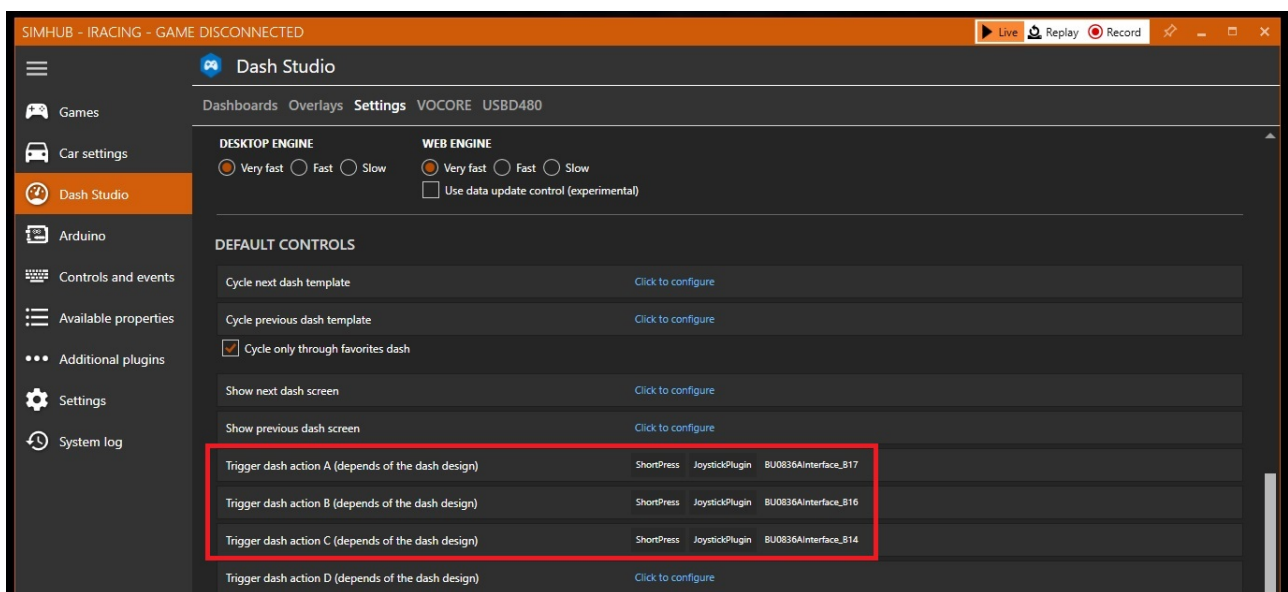 SIMHUB - IRACING - GAME DISCONNECTED
Live Replay Record
Dash Studio
Games
Car settings
Dash Studio
Arduino
Controls and events
Available properties
Additional plugins
Settings
System log
Dashboards Overlays Settings VOCORE USBD480
DESKTOP ENGINE WEB ENGINE
Very fast Fast Slow Very fast Fast Slow
Use data update control (experimental)
DEFAULT CONTROLS
Cycle next dash template Click to configure
Cycle previous dash template Click to configure
Cycle only through favorites dash
Show next dash screen Click to configure
Show previous dash screen Click to configure
Trigger dash action A (depends of the dash design) ShortPress JoystickPlugin BU0836AInterface_B17
Trigger dash action B (depends of the dash design) ShortPress JoystickPlugin BU0836AInterface_B16
Trigger dash action C (depends of the dash design) ShortPress JoystickPlugin BU0836AInterface_B14
Trigger dash action D (depends of the dash design) Click to configure